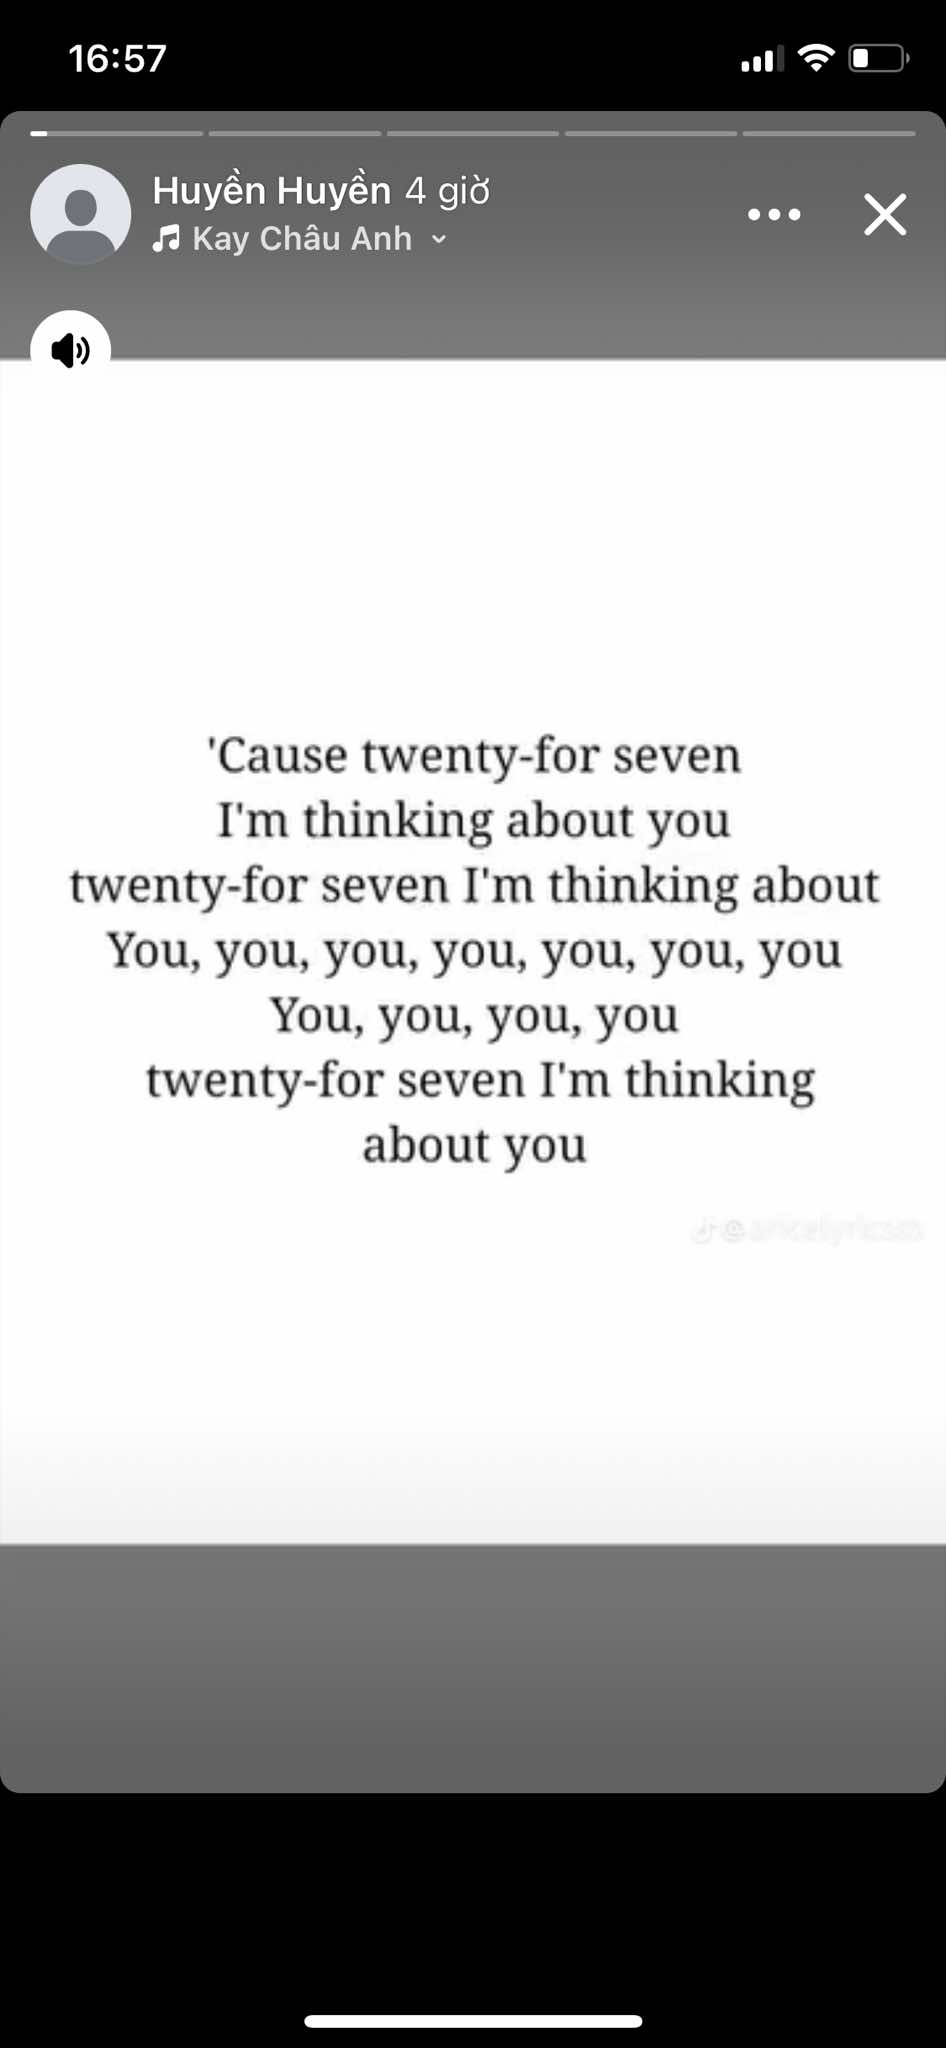 16:57
Huyền Huyền 4 giờ
Kay Châu Anh
'Cause twenty-for seven
I'm thinking about you
twenty-for seven I'm thinking about
You, you, you, you, you, you, you
You, you, you, you
twenty-for seven I'm thinking
about you